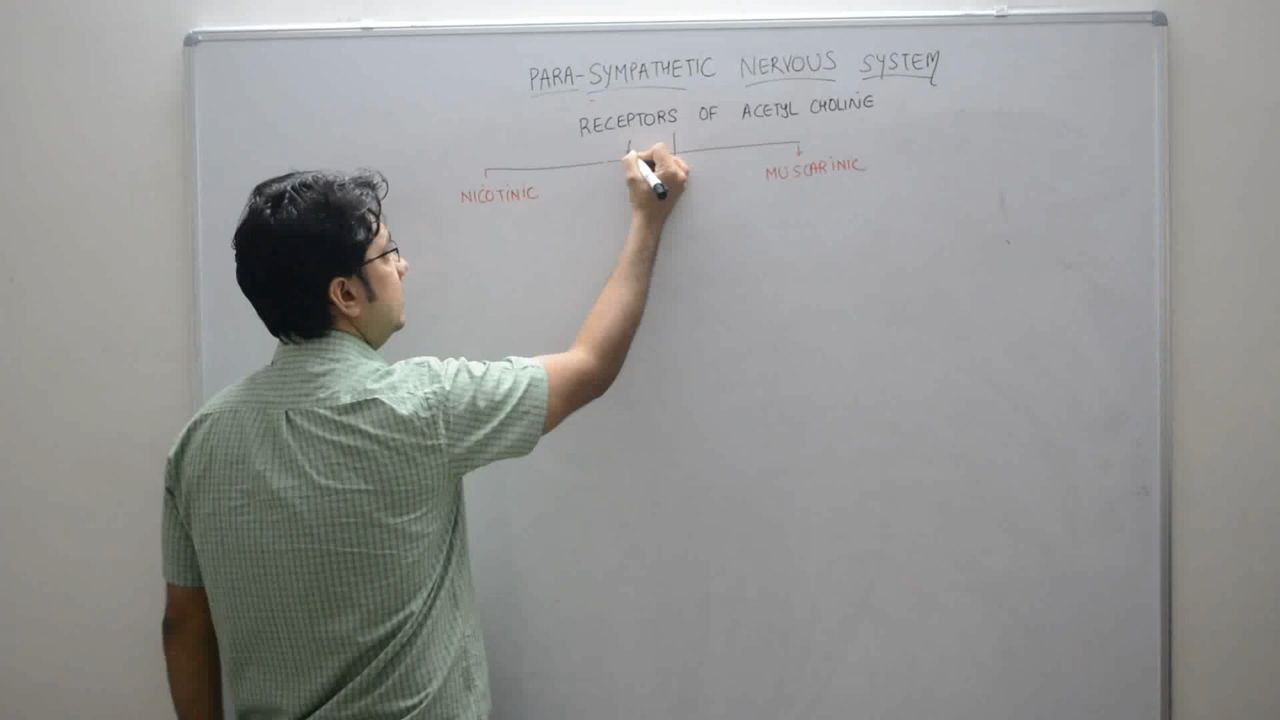 PARA-SYMPATHETIC NERVOUS SYSTEM
RECEPTORS OF ACETYL CHOLINE
NICOTINIC
MUSCARINIC